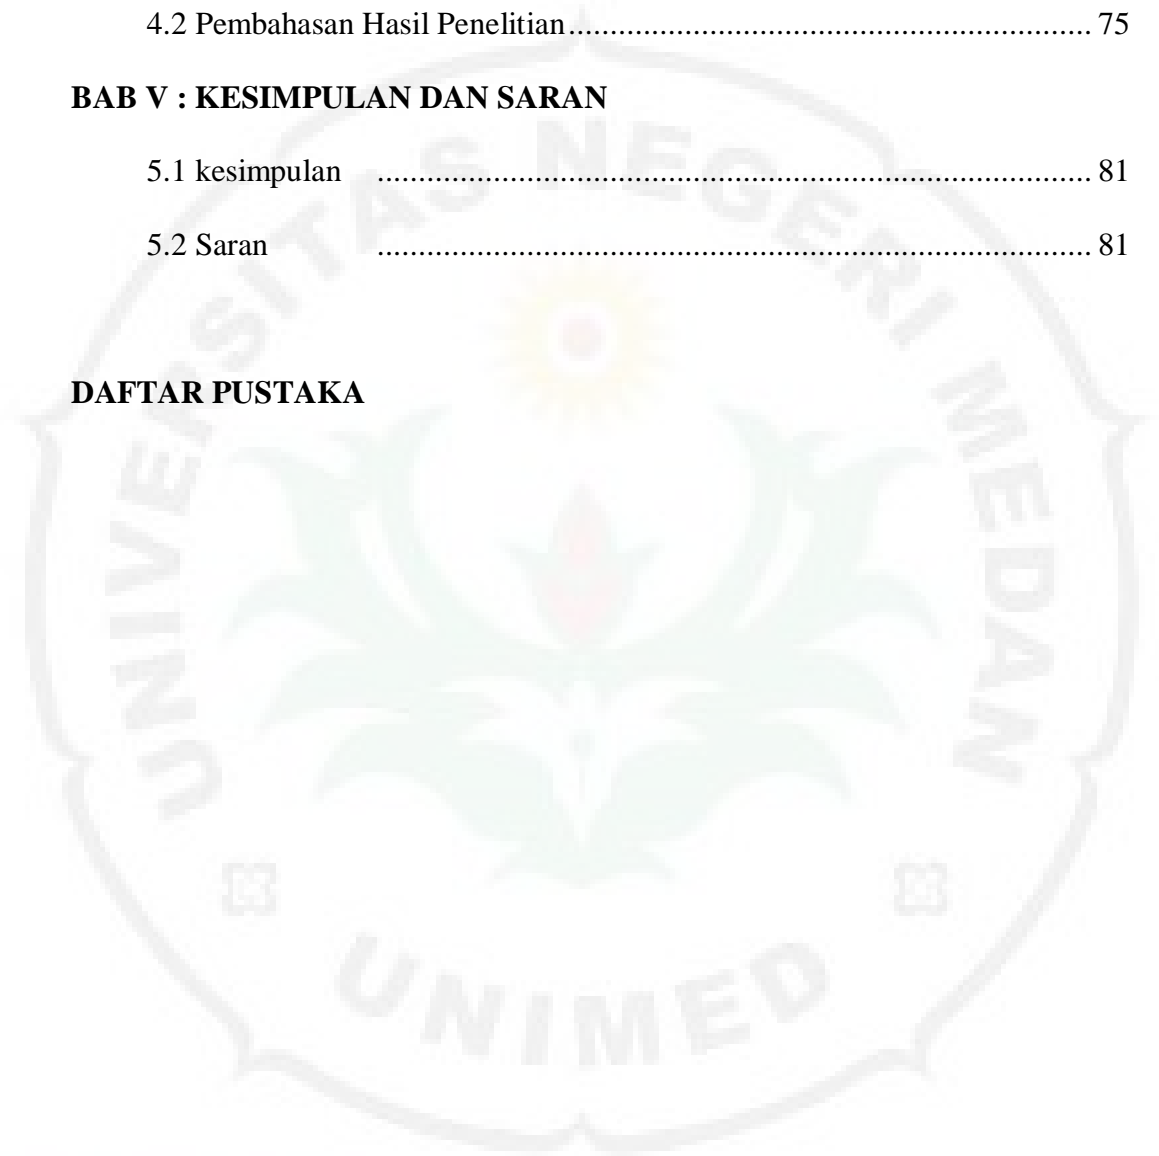 4.2 Pembahasan Hasil Penelitian................................................................ 75
BAB V : KESIMPULAN DAN SARAN
5.1 kesimpulan ....................................................................................... 81
5.2 Saran ....................................................................................... 81
DAFTAR PUSTAKA
UNIVERSITAS NEGERI MEDAN
UNIMED